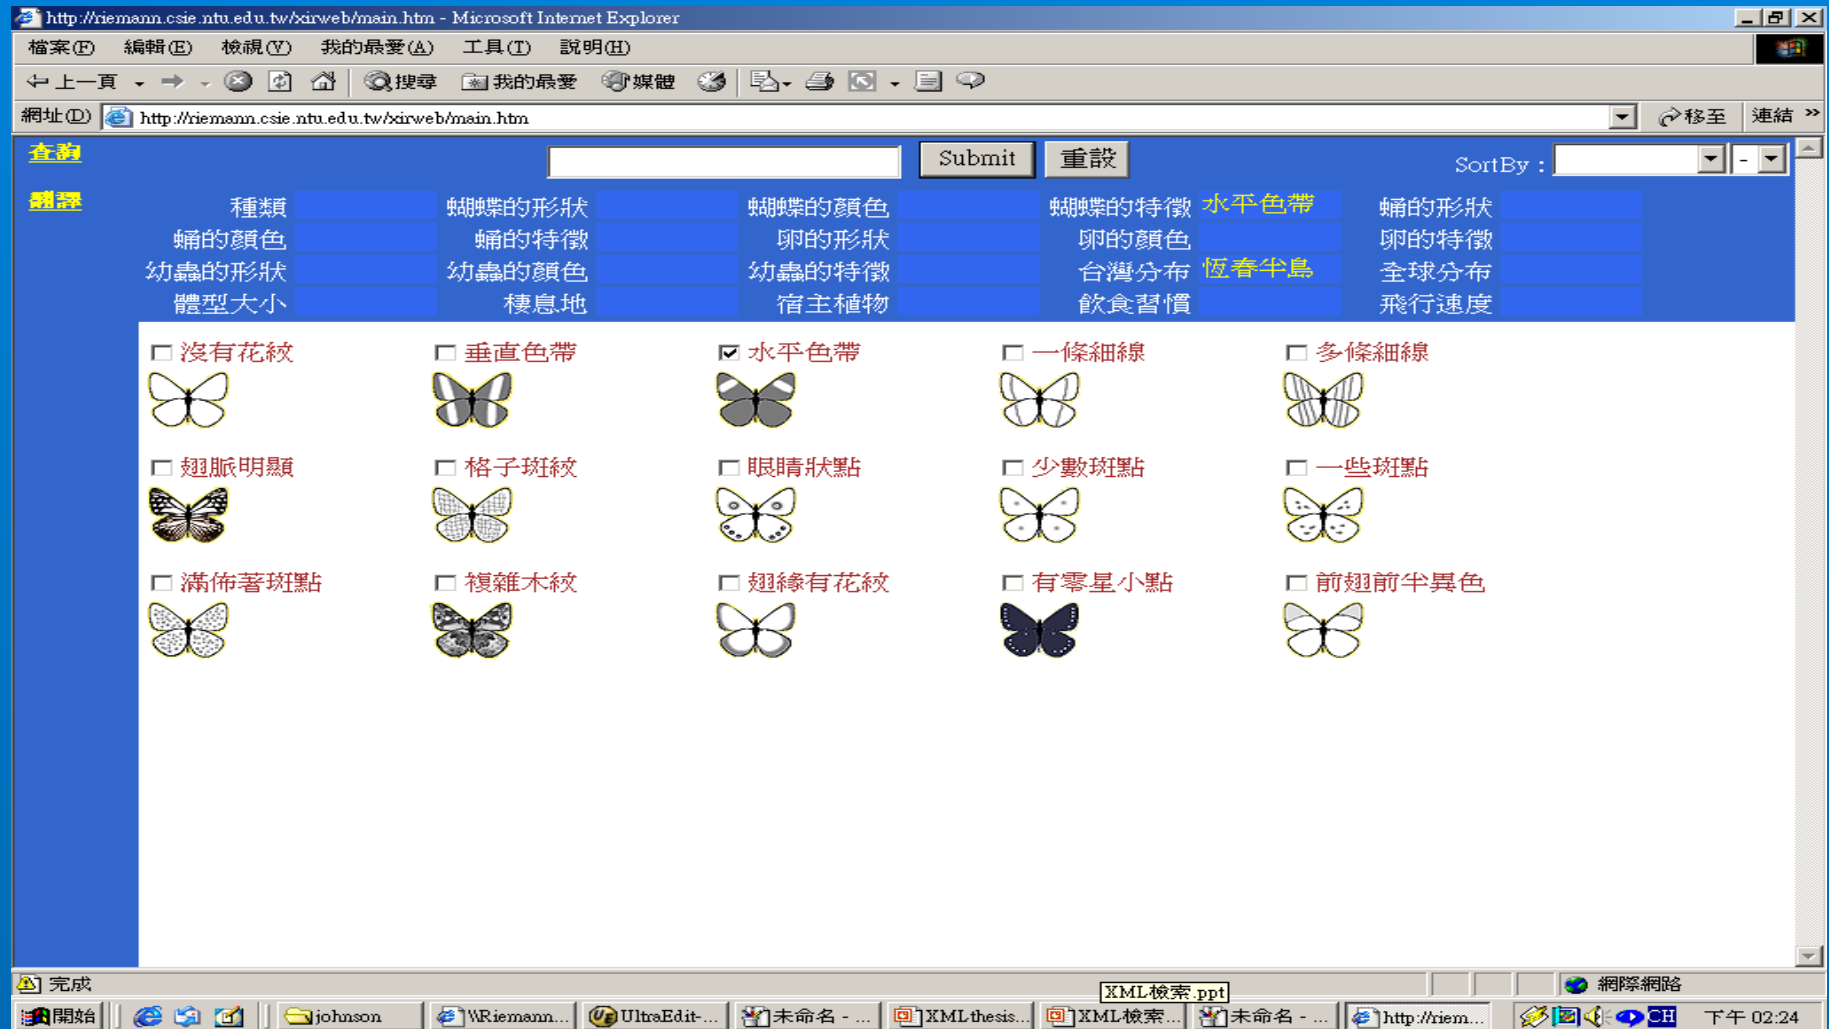 http://riemann.csie.ntu.edu.tw/xirweb/main.htm - Microsoft Internet Explorer
檔案(F) 編輯(E) 檢視(V) 我的最愛(A) 工具(T) 說明(H)
上一頁 搜尋 我的最愛 媒體
網址(D) http://riemann.csie.ntu.edu.tw/xirweb/main.htm 移至 連結 »
查詢 Submit 重設 SortBy : -
翻譯 種類 蝴蝶的形狀 蝴蝶的顏色 蝴蝶的特徵 水平色帶 蛹的形狀
蛹的顏色 蛹的特徵 卵的形狀 卵的顏色 卵的特徵
幼蟲的形狀 幼蟲的顏色 幼蟲的特徵 台灣分布 恆春半島 全球分布
體型大小 棲息地 宿主植物 飲食習慣 飛行速度
沒有花紋 垂直色帶 水平色帶 一條細線 多條細線
翅脈明顯 格子斑紋 眼睛狀點 少數斑點 一些斑點
滿佈著斑點 複雜木紋 翅緣有花紋 有零星小點 前翅前半異色
完成 網際網路
XML檢索.ppt
開始 johnson \\Riemann... UltraEdit-... 未命名 - ... XMLthesis... XML檢索... 未命名 - ... http://riem... CH 下午 02:24